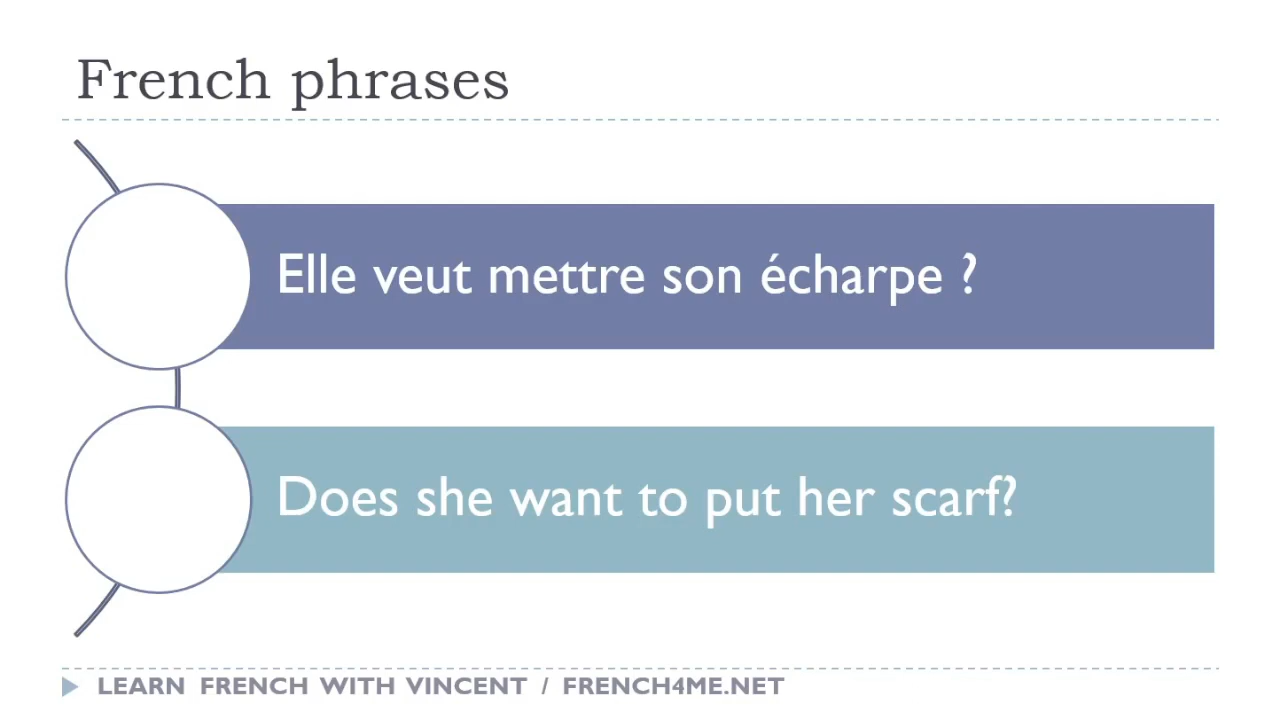 French phrases
Elle veut mettre son écharpe ?
Does she want to put her scarf?
LEARN FRENCH WITH VINCENT / FRENCH4ME.NET